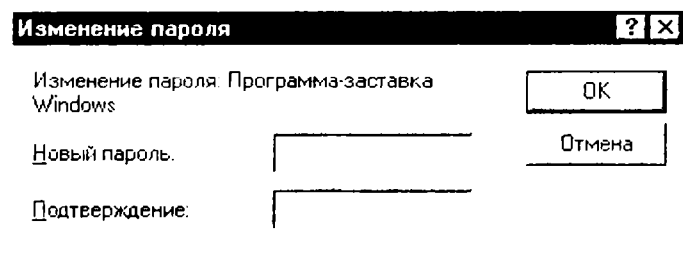 Изменение пароля
Изменение пароля: Программа-заставка
Windows
OK
Отмена
Новый пароль:
Подтверждение: